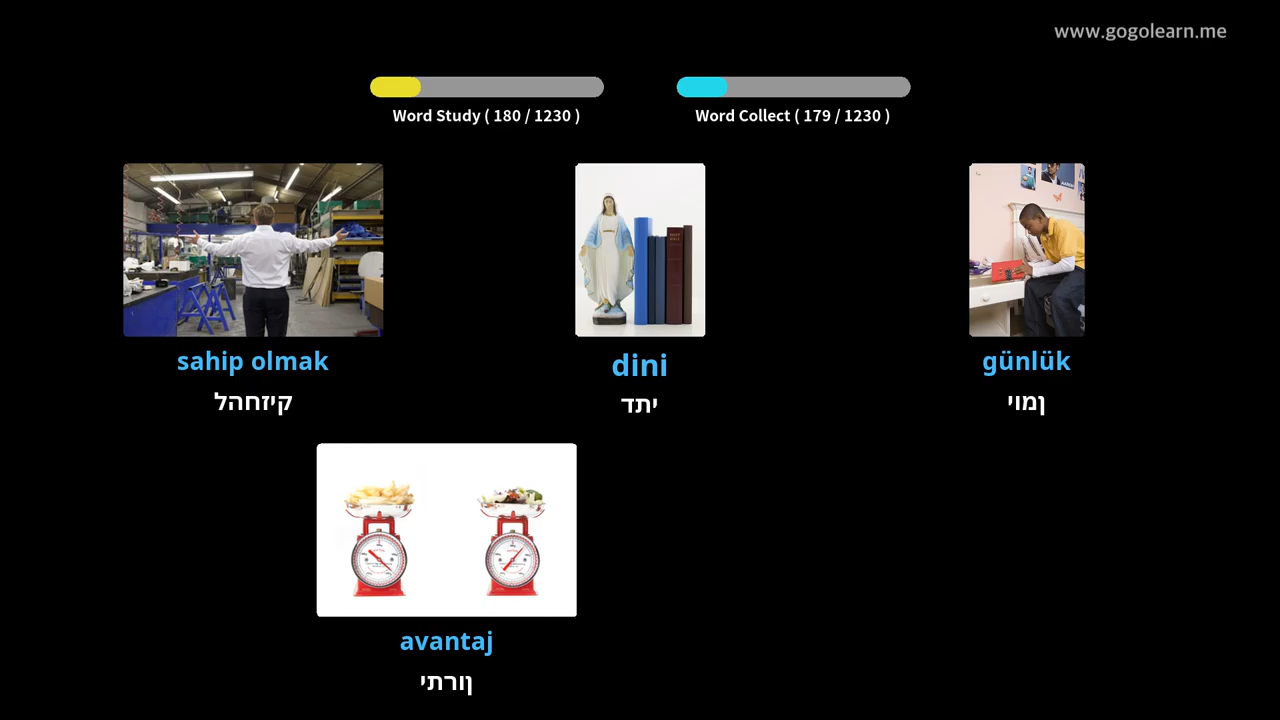 www.gogolearn.me
Word Study ( 180 / 1230 )
Word Collect ( 179 / 1230 )
sahip olmak
קיזחהל
dini
יתד
günlük
ןמוי
avantaj
ןורתי